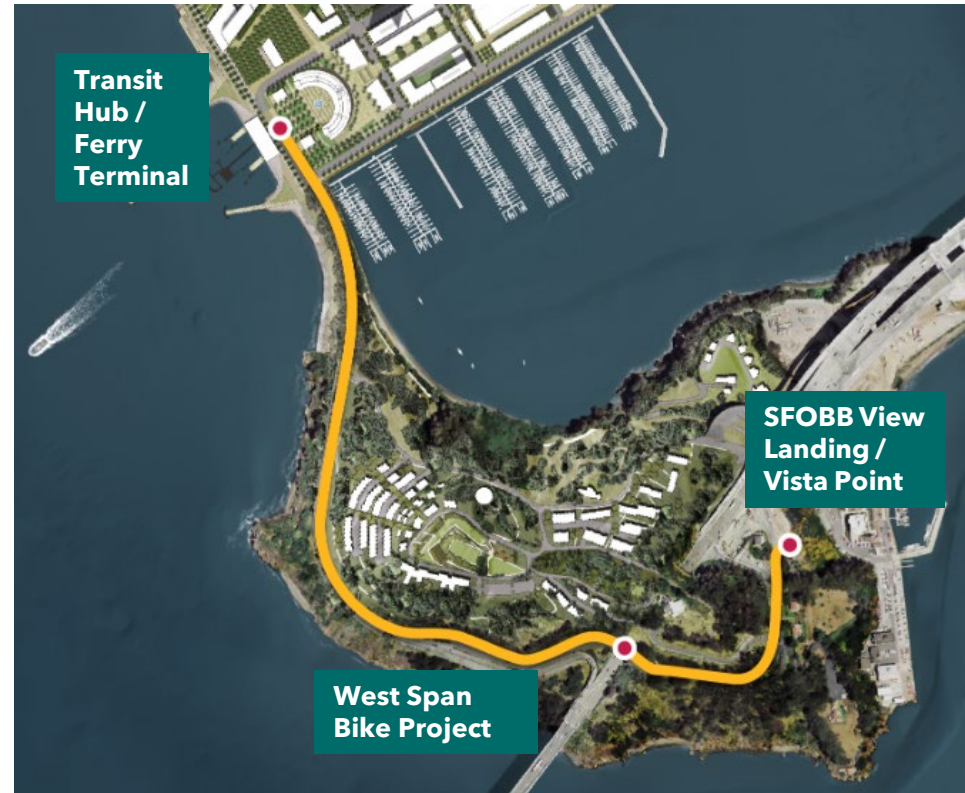 Transit
Hub /
Ferry
Terminal
SFOBB View
Landing /
Vista Point
West Span
Bike Project